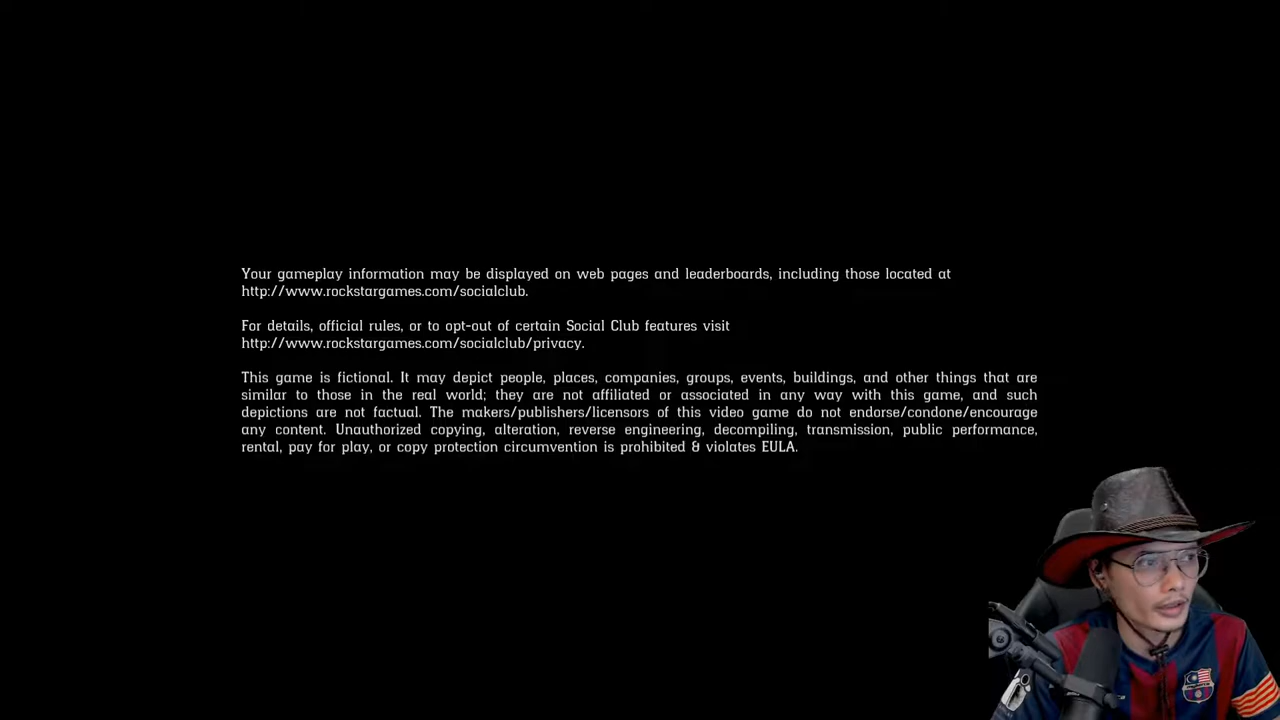 Your gameplay information may be displayed on web pages and leaderboards, including those located at
http://www.rockstargames.com/socialclub.
For details, official rules, or to opt-out of certain Social Club features visit
http://www.rockstargames.com/socialclub/privacy.
This game is fictional. It may depict people, places, companies, groups, events, buildings, and other things that are
similar to those in the real world; they are not affiliated or associated in any way with this game, and such
depictions are not factual. The makers/publishers/licensors of this video game do not endorse/condone/encourage
any content. Unauthorized copying, alteration, reverse engineering, decompiling, transmission, public performance,
rental, pay for play, or copy protection circumvention is prohibited & violates EULA.